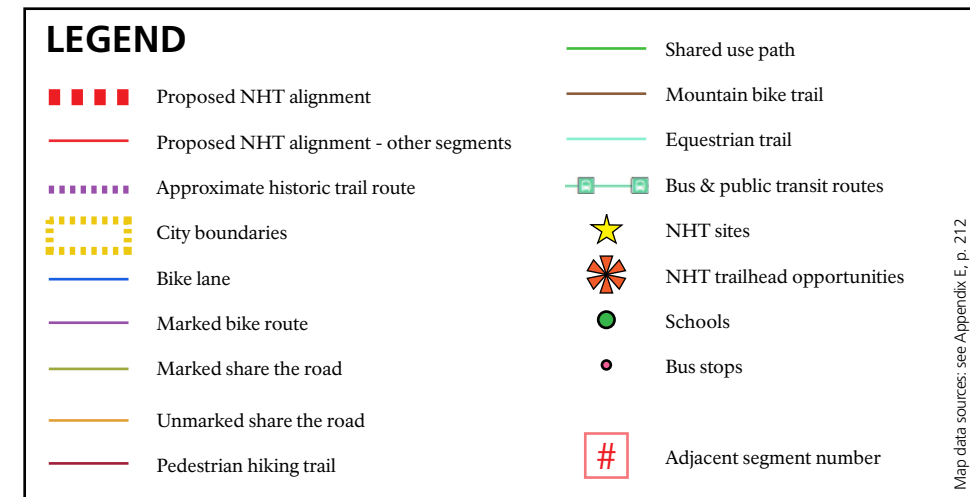 LEGEND
Proposed NHT alignment
Proposed NHT alignment - other segments
Approximate historic trail route
City boundaries
Bike lane
Marked bike route
Marked share the road
Unmarked share the road
Pedestrian hiking trail
Shared use path
Mountain bike trail
Equestrian trail
Bus & public transit routes
NHT sites
NHT trailhead opportunities
Schools
Bus stops
# Adjacent segment number
Map data sources: see Appendix E, p. 212